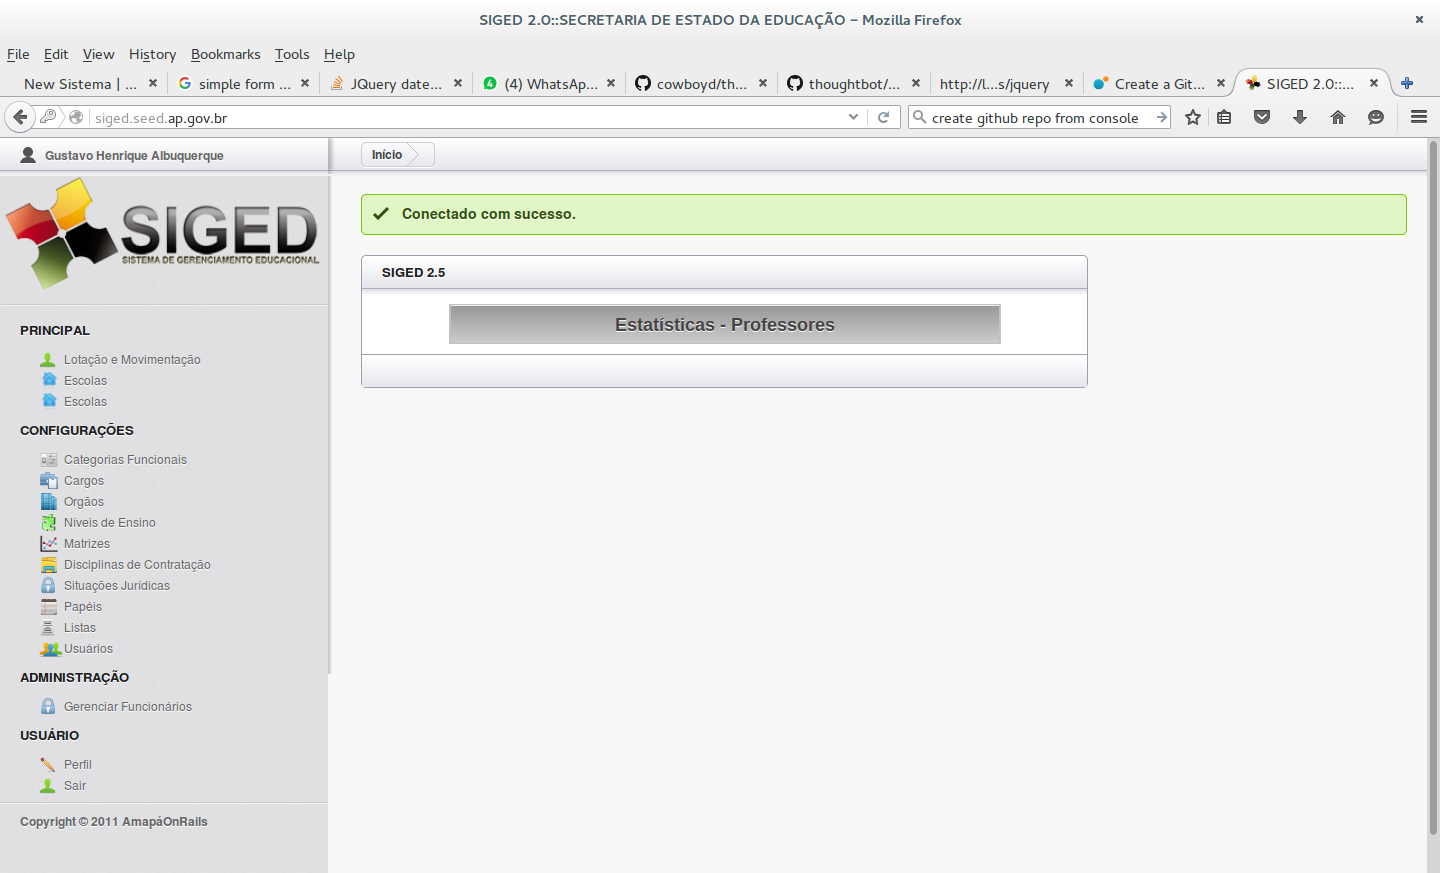 SIGED 2.0::SECRETARIA DE ESTADO DA EDUCAÇÃO – Mozilla Firefox
File Edit View History Bookmarks Tools Help
New Sistema | ... simple form ... JQuery date... (4) WhatsAp... cowboyd/th... thoughtbot/... http://l...s/jquery Create a Git... SIGED 2.0::...
siged.seed.ap.gov.br create github repo from console
Gustavo Henrique Albuquerque
Início
SIGED
SISTEMA DE GERENCIAMENTO EDUCACIONAL
Conectado com sucesso.
SIGED 2.5
Estatísticas - Professores
PRINCIPAL
Lotação e Movimentação
Escolas
Escolas
CONFIGURAÇÕES
Categorias Funcionais
Cargos
Orgãos
Níveis de Ensino
Matrizes
Disciplinas de Contratação
Situações Jurídicas
Papéis
Listas
Usuários
ADMINISTRAÇÃO
Gerenciar Funcionários
USUÁRIO
Perfil
Sair
Copyright © 2011 AmapáOnRails